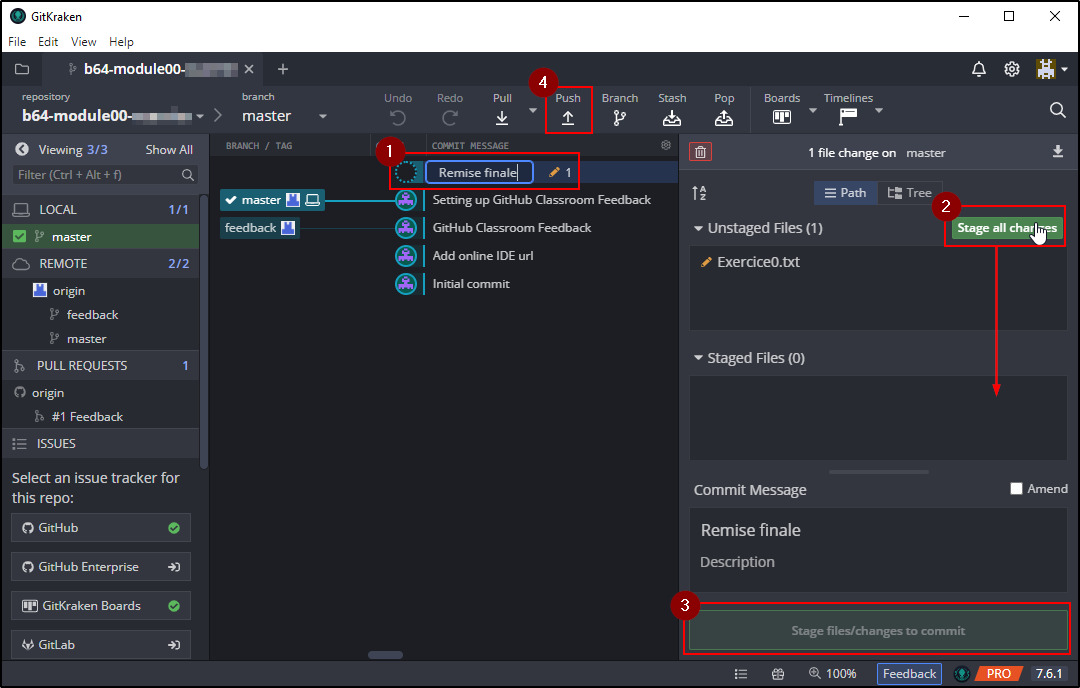 GitKraken
File Edit View Help
b64-module00-
4
repository
b64-module00-
branch
master
Undo
Redo
Pull
Push
Branch
Stash
Pop
Boards
Timelines
Viewing 3/3
Show All
Filter (Ctrl + Alt + f)
LOCAL 1/1
master
REMOTE 2/2
origin
feedback
master
PULL REQUESTS 1
origin
#1 Feedback
ISSUES
Select an issue tracker for
this repo:
GitHub
GitHub Enterprise
GitKraken Boards
GitLab
BRANCH / TAG
COMMIT MESSAGE
1
Remise finale
1
master
Setting up GitHub Classroom Feedback
feedback
GitHub Classroom Feedback
Add online IDE url
Initial commit
1 file change on master
A
Z
Path
Tree
2
Unstaged Files (1)
Stage all changes
Exercice0.txt
Staged Files (0)
Commit Message
Amend
Remise finale
Description
3
Stage files/changes to commit
100%
Feedback
PRO
7.6.1